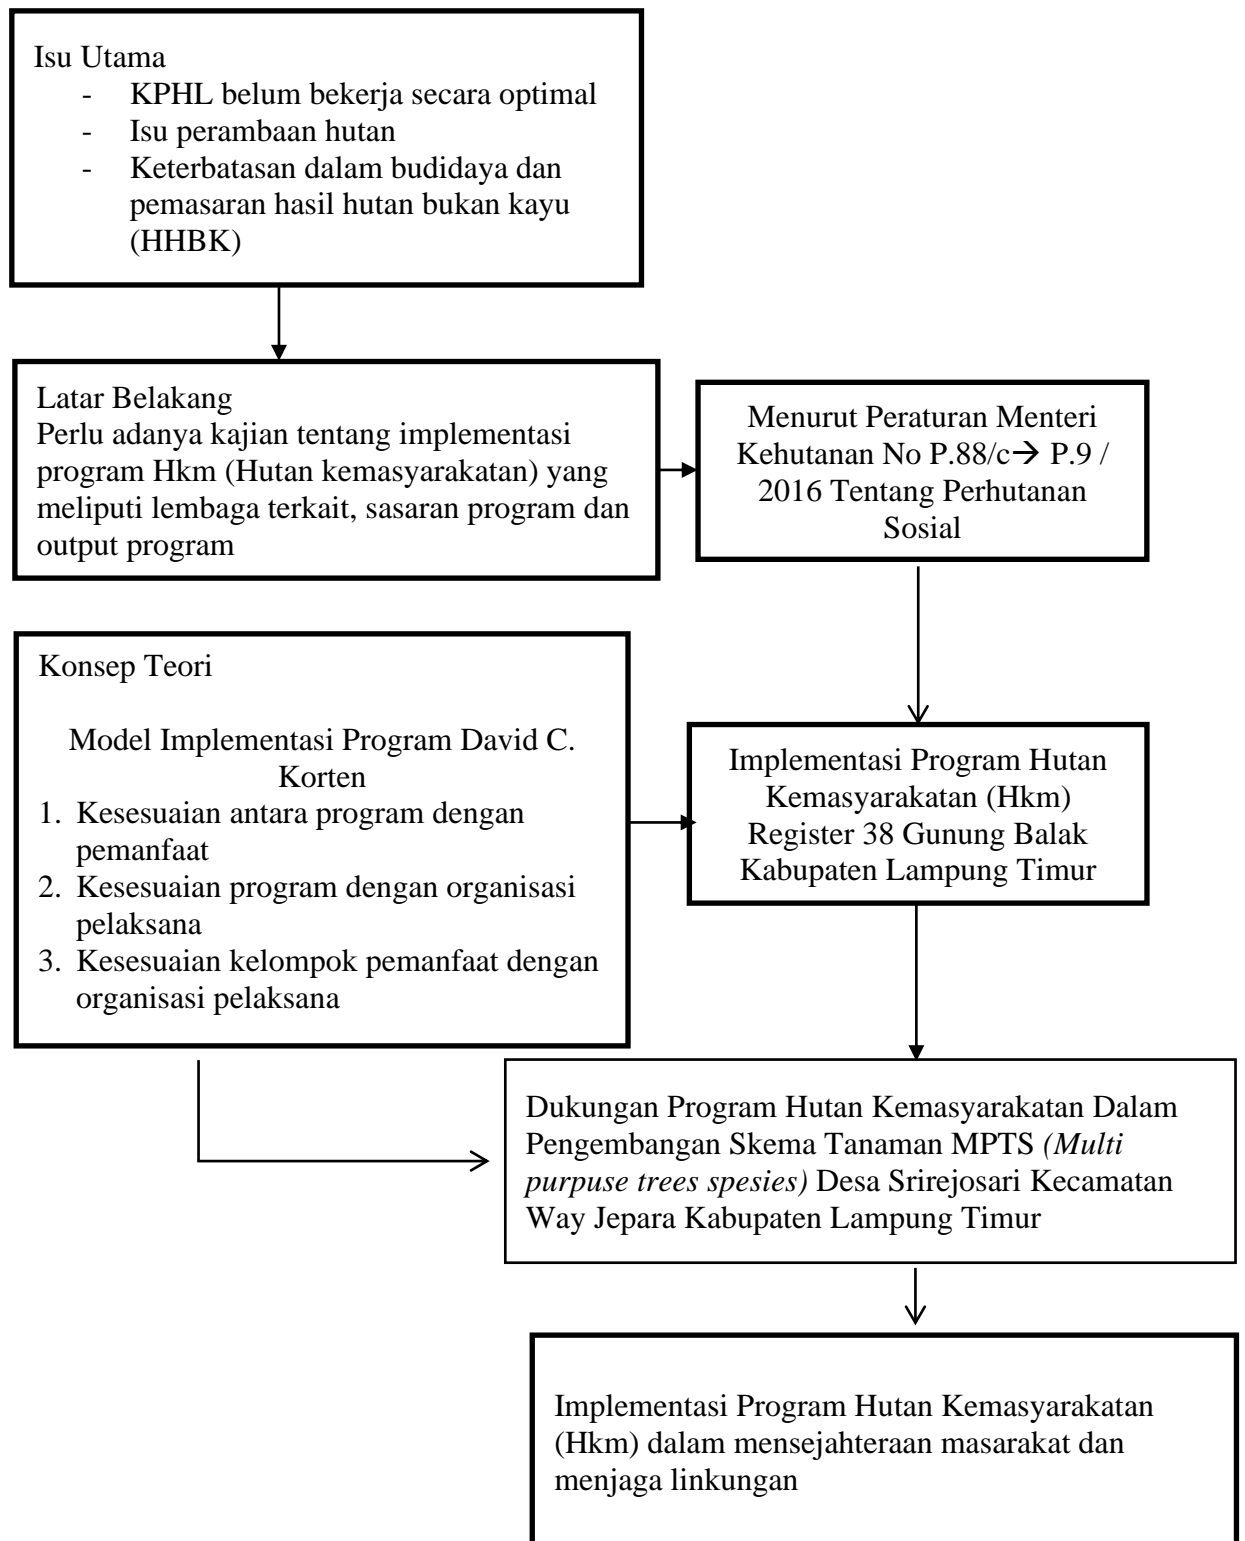 Isu Utama
- KPHL belum bekerja secara optimal
- Isu perambaan hutan
- Keterbatasan dalam budidaya dan
pemasaran hasil hutan bukan kayu
(HHBK)
Latar Belakang
Perlu adanya kajian tentang implementasi
program Hkm (Hutan kemasyarakatan) yang
meliputi lembaga terkait, sasaran program dan
output program
Menurut Peraturan Menteri
Kehutanan No P.88/c→ P.9 /
2016 Tentang Perhutanan
Sosial
Konsep Teori
Model Implementasi Program David C.
Korten
1. Kesesuaian antara program dengan
pemanfaat
2. Kesesuaian program dengan organisasi
pelaksana
3. Kesesuaian kelompok pemanfaat dengan
organisasi pelaksana
Implementasi Program Hutan
Kemasyarakatan (Hkm)
Register 38 Gunung Balak
Kabupaten Lampung Timur
Dukungan Program Hutan Kemasyarakatan Dalam
Pengembangan Skema Tanaman MPTS (Multi
purpuse trees spesies) Desa Srirejosari Kecamatan
Way Jepara Kabupaten Lampung Timur
Implementasi Program Hutan Kemasyarakatan
(Hkm) dalam mensejahteraan masarakat dan
menjaga linkungan